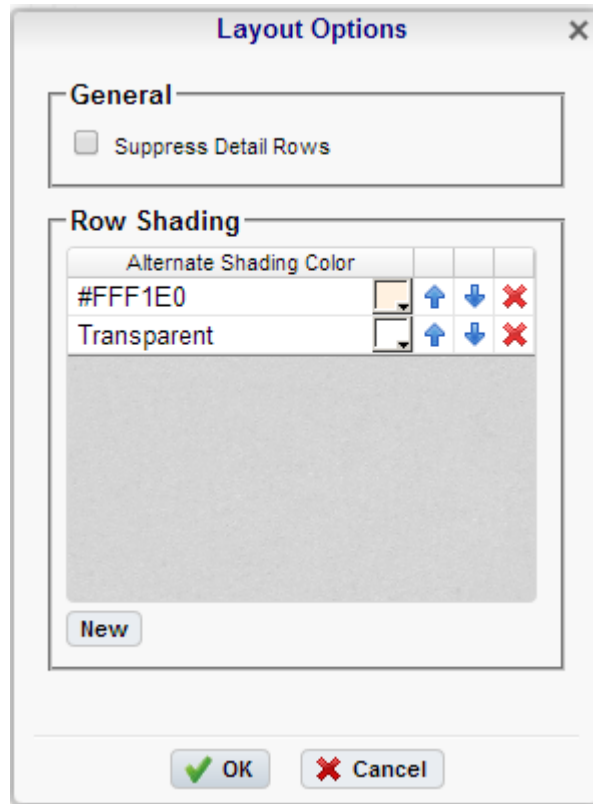 Layout Options
General
Suppress Detail Rows
Row Shading
Alternate Shading Color
#FFF1E0
Transparent
New
OK
Cancel